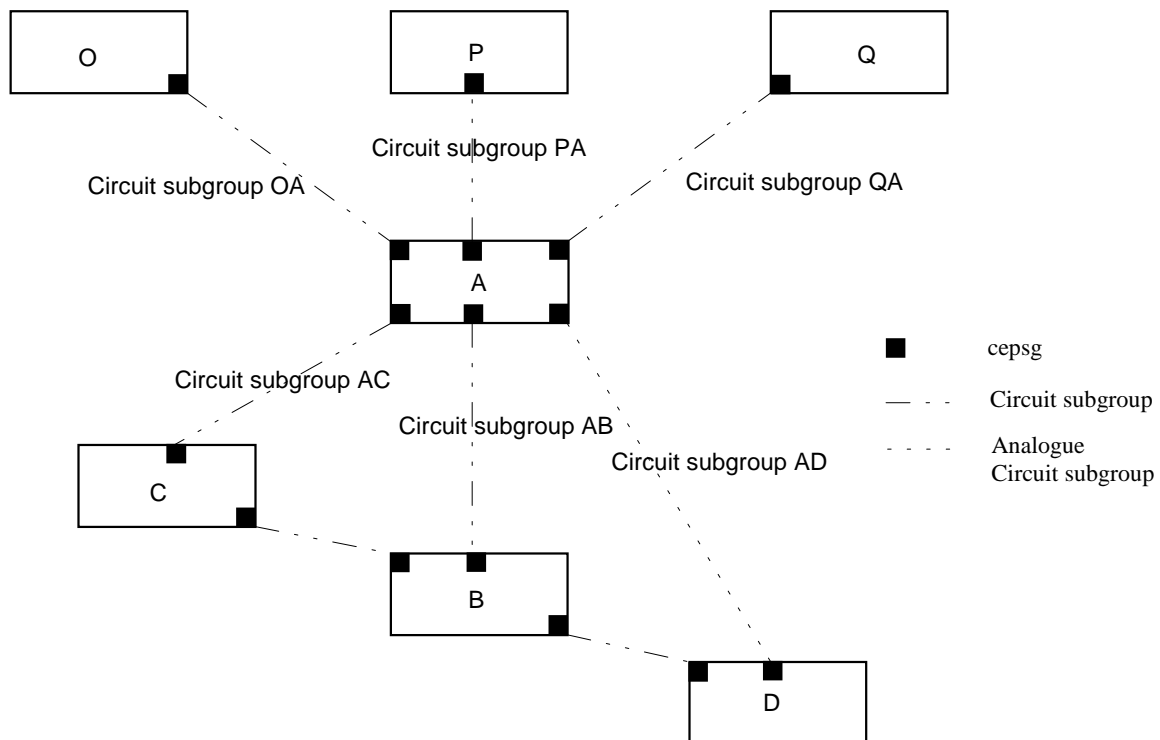 O
P
Q
Circuit subgroup PA
Circuit subgroup OA
Circuit subgroup QA
A
cepsg
Circuit subgroup AC
Circuit subgroup
Circuit subgroup AB
Analogue
Circuit subgroup
Circuit subgroup AD
C
B
D